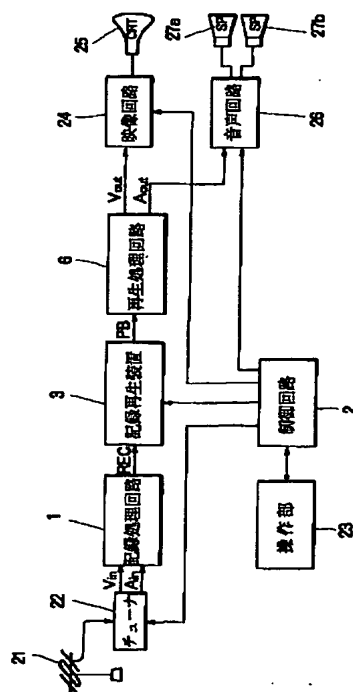 21
22
チューナ
Vin
Ain
1
記録処理回路
REC
3
記録再生装置
PB
6
再生処理回路
Vout
Aout
24
映像回路
25
CRT
26
音声回路
27a
SP
27b
SP
23
操作部
2
制御回路